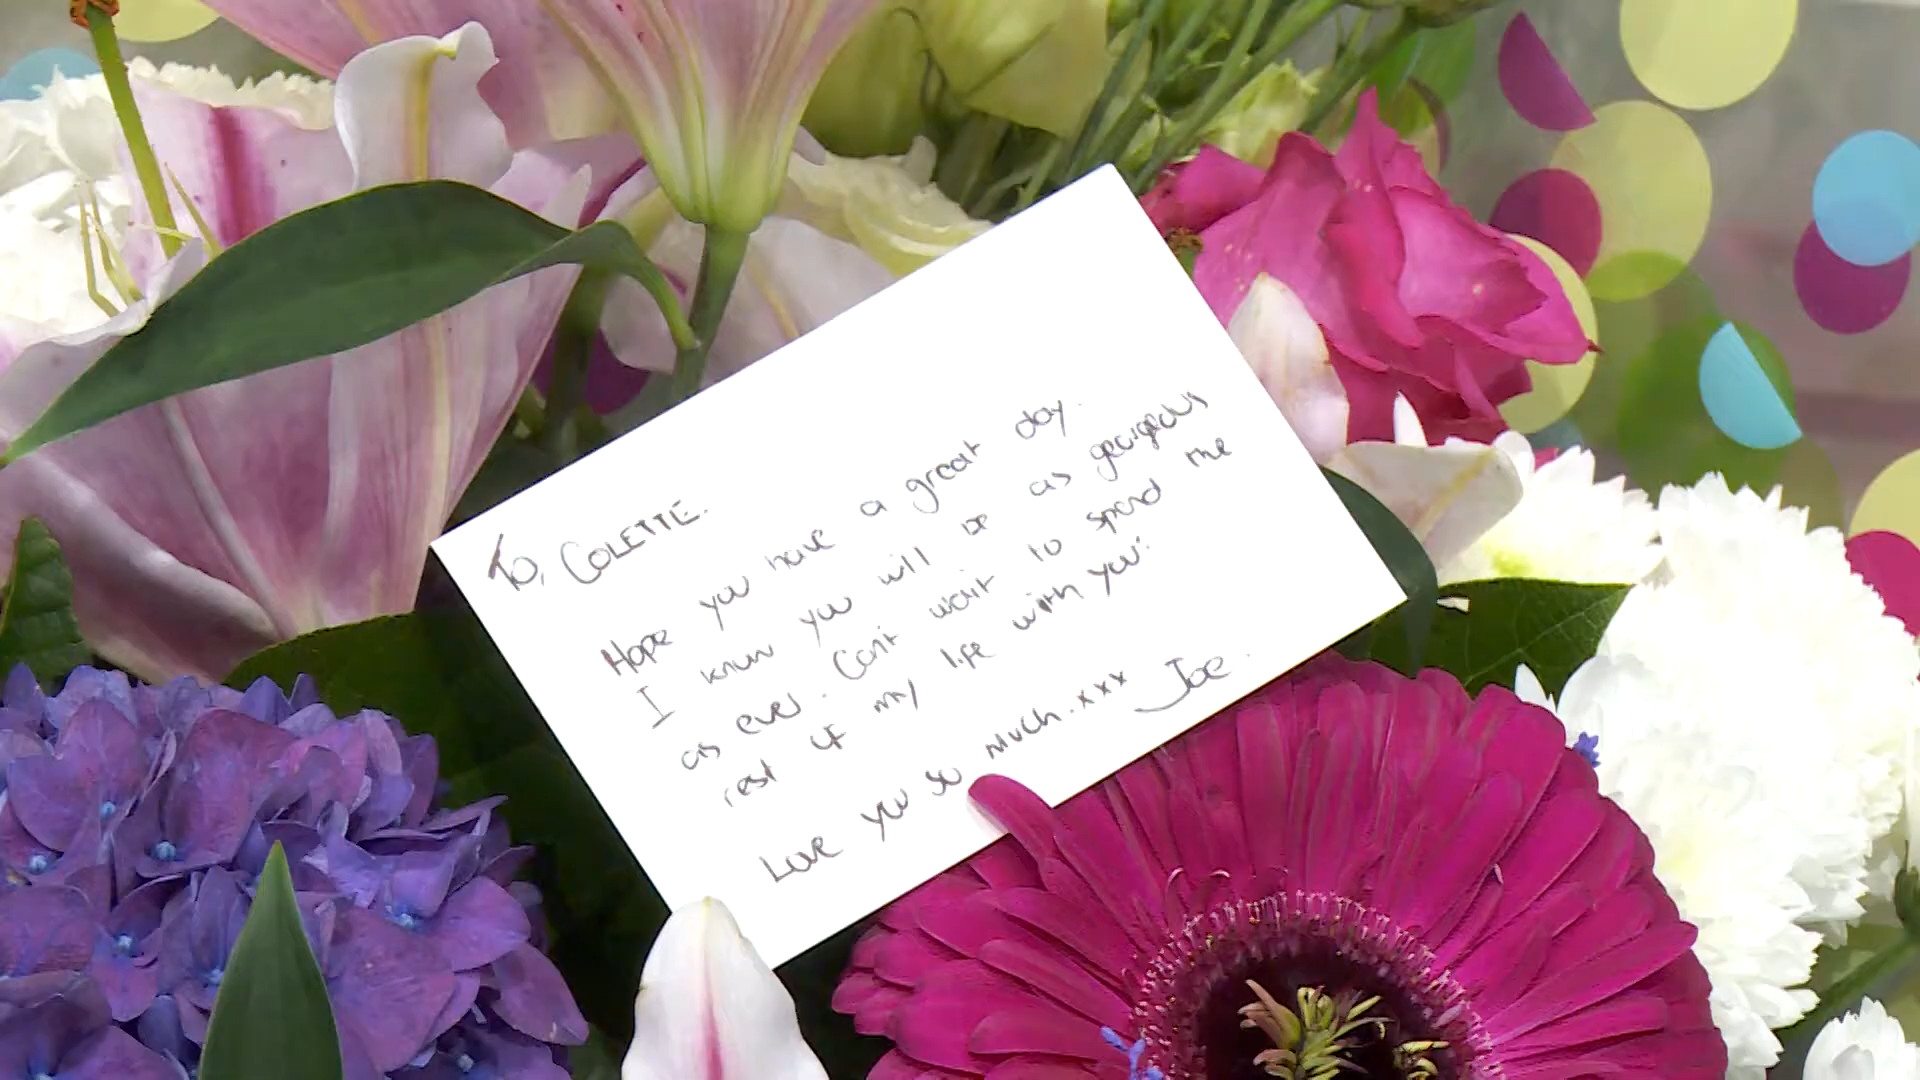 To, COLETTE.
Hope you have a great day.
I know you will be as georgeous
as ever. Can't wait to spend the
rest of my life with you.
Love you so much. xxx Joe.